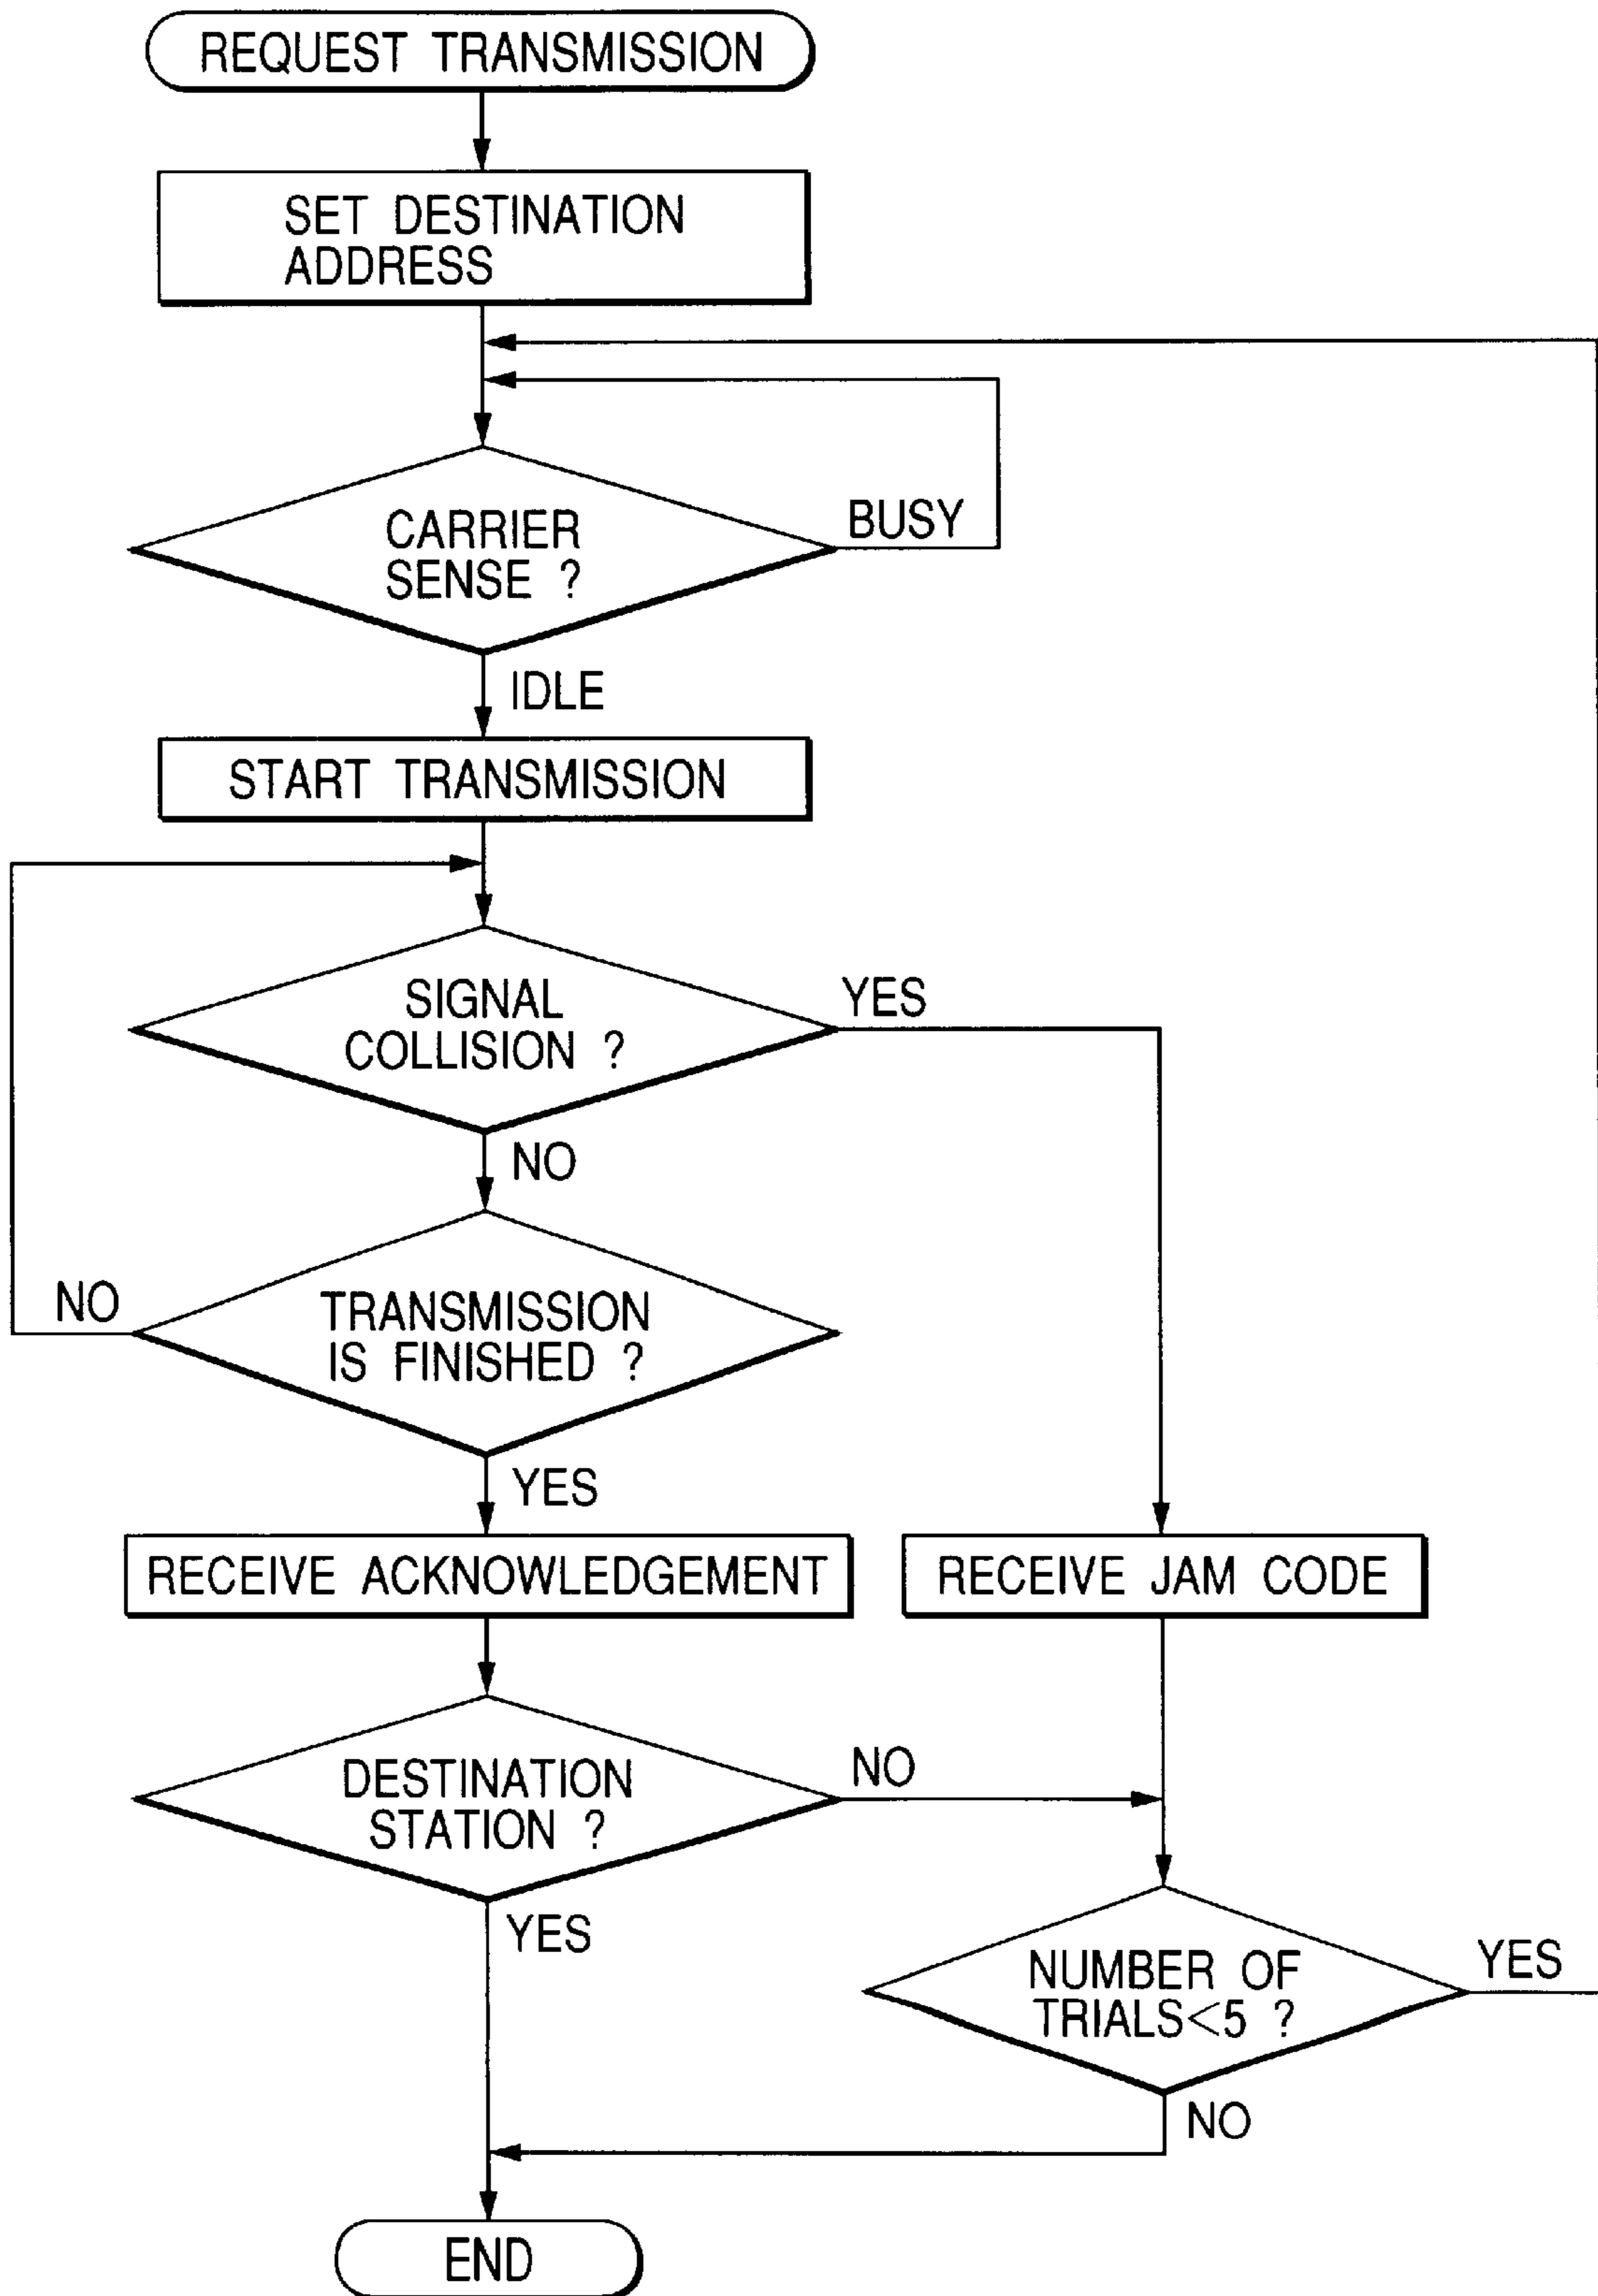 REQUEST TRANSMISSION
SET DESTINATION
ADDRESS
CARRIER
SENSE ?
BUSY
IDLE
START TRANSMISSION
SIGNAL
COLLISION ?
YES
NO
TRANSMISSION
IS FINISHED ?
NO
YES
RECEIVE ACKNOWLEDGEMENT
RECEIVE JAM CODE
DESTINATION
STATION ?
NO
YES
NUMBER OF
TRIALS<5 ?
YES
NO
END